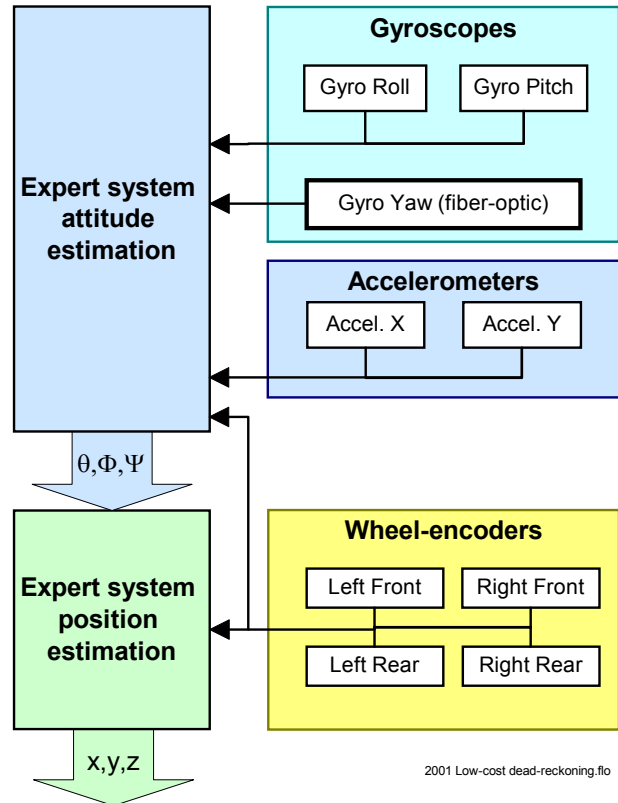 Gyroscopes
Gyro Roll
Gyro Pitch
Gyro Yaw (fiber-optic)
Expert system
attitude
estimation
Accelerometers
Accel. X
Accel. Y
θ,Φ,Ψ
Wheel-encoders
Left Front
Right Front
Left Rear
Right Rear
Expert system
position
estimation
x,y,z
2001 Low-cost dead-reckoning.flo